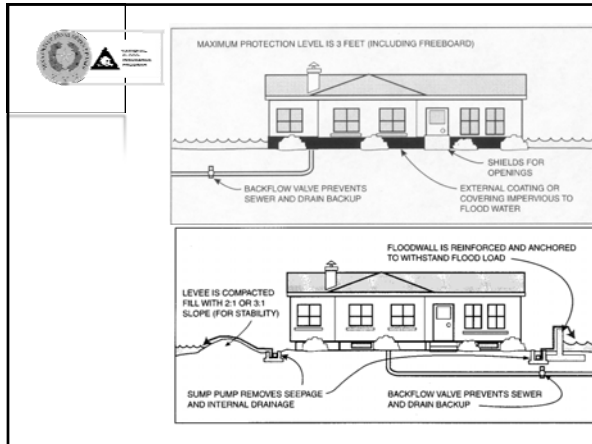 MAXIMUM PROTECTION LEVEL IS 3 FEET (INCLUDING FREEBOARD)
SHIELDS FOR
OPENINGS
BACKFLOW VALVE PREVENTS
SEWER AND DRAIN BACKUP
EXTERNAL COATING OR
COVERING IMPERVIOUS TO
FLOOD WATER
FLOODWALL IS REINFORCED AND ANCHORED
TO WITHSTAND FLOOD LOAD
LEVEE IS COMPACTED
FILL WITH 2:1 OR 3:1
SLOPE (FOR STABILITY)
SUMP PUMP REMOVES SEEPAGE
AND INTERNAL DRAINAGE
BACKFLOW VALVE PREVENTS SEWER
AND DRAIN BACKUP